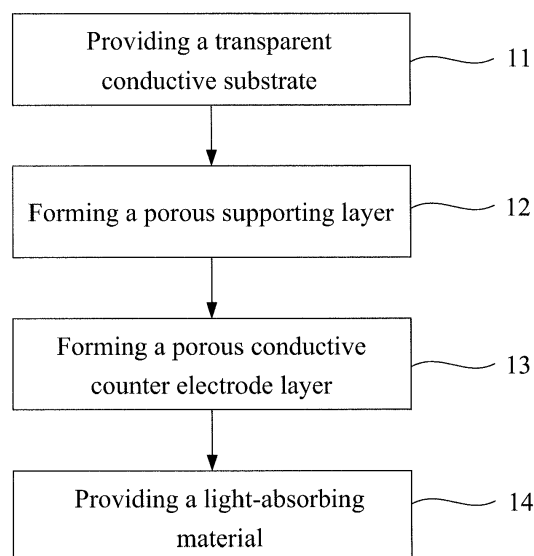 Providing a transparent
conductive substrate
11
Forming a porous supporting layer
12
Forming a porous conductive
counter electrode layer
13
Providing a light-absorbing
material
14